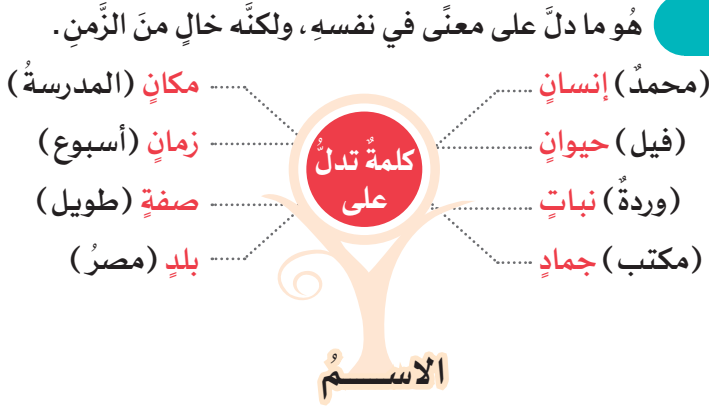 هُو ما دلَّ على معنًى في نفسهِ، ولكنَّه خالٍ منَ الزَّمنِ.
إنسانٍ (محمدٌ)
حيوانٍ (فيل)
نباتٍ (وردةٌ)
جمادٍ (مكتب)
كلمةٌ تدلُّ
على
مكانٍ (المدرسةُ)
زمانٍ (أسبوع)
صفةٍ (طويل)
بلدٍ (مصرُ)
الاســـمُ